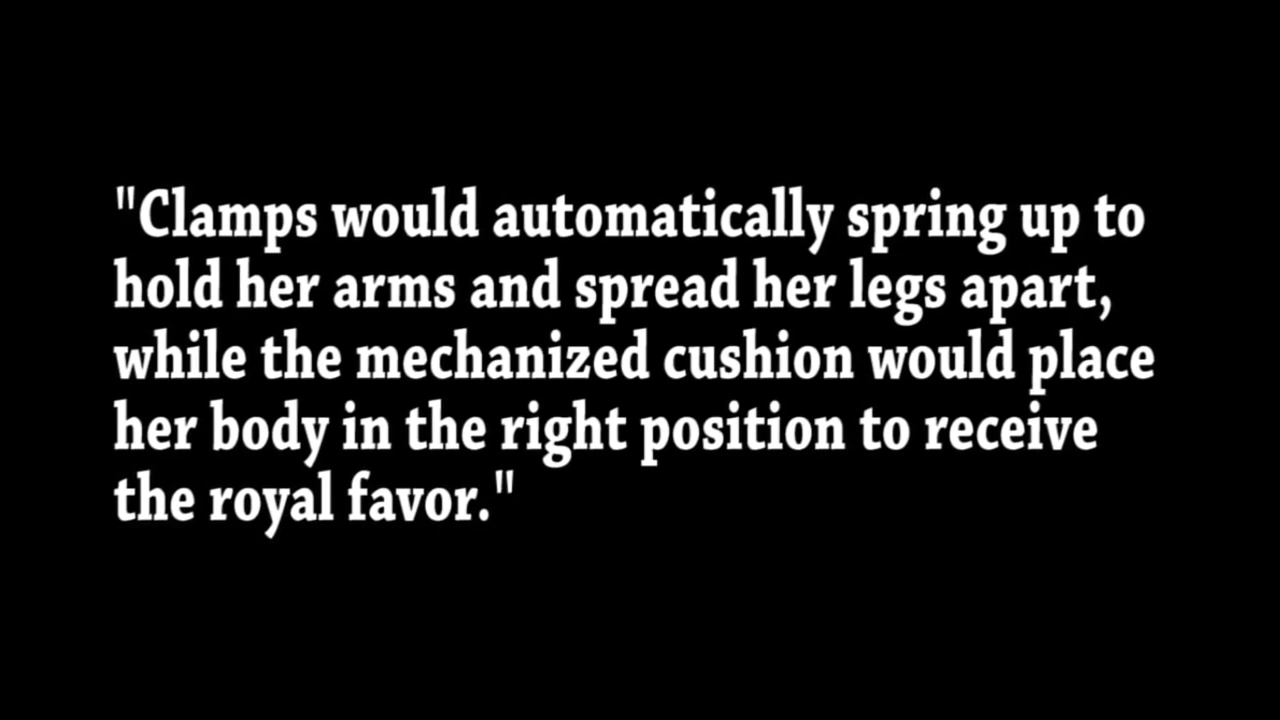 "Clamps would automatically spring up to
hold her arms and spread her legs apart,
while the mechanized cushion would place
her body in the right position to receive
the royal favor."